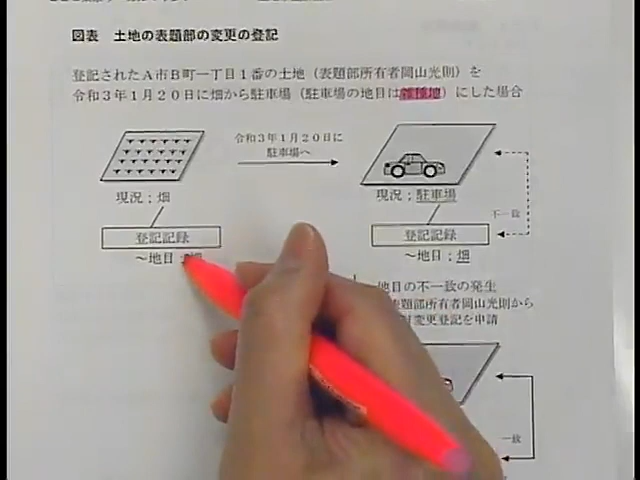 図表　土地の表題部の変更の登記
登記されたA市B町一丁目1番の土地（表題部所有者岡山光則）を
令和3年1月20日に畑から駐車場（駐車場の地目は雑種地）にした場合
令和3年1月20日に
駐車場へ
現況；畑
現況；駐車場
不一致
登記記録
登記記録
～地目；
～地目；畑
地目の不一致の発生
表題部所有者岡山光則から
変更登記を申請
一致